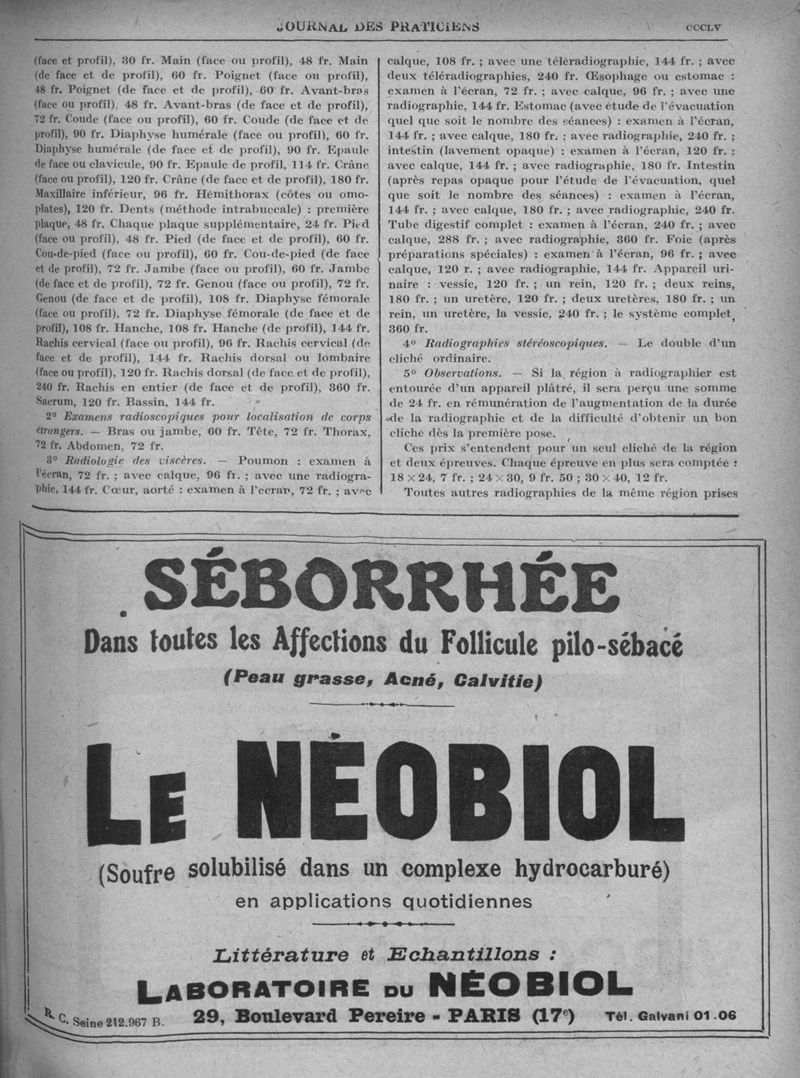 JOURNAL DES PRATICIENS
CCCLV
(face et profil), 30 fr. Main (face ou profil), 48 fr. Main
(de face et de profil), 60 fr. Poignet (face ou profil),
48 fr. Poignet (de face et de profil), 60 fr. Avant-bras
(face ou profil), 48 fr. Avant-bras (de face et de profil),
72 fr. Coude (face ou profil), 60 fr. Coude (de face et de
profil), 90 fr. Diaphyse humérale (face ou profil), 60 fr.
Diaphyse humérale (de face et de profil), 90 fr. Epaule
de face ou clavicule, 90 fr. Epaule de profil, 114 fr. Crâne
(face ou profil), 120 fr. Crâne (de face et de profil), 180 fr.
Maxillaire inférieur, 96 fr. Hémithorax (côtes ou omo-
plates), 120 fr. Dents (méthode intrabuccale) : première
plaque, 48 fr. Chaque plaque supplémentaire, 24 fr. Pied
(face ou profil), 48 fr. Pied (de face et de profil), 60 fr.
Cou-de-pied (face ou profil), 60 fr. Cou-de-pied (de face
et de profil), 72 fr. Jambe (face ou profil), 60 fr. Jambe
(de face et de profil), 72 fr. Genou (face ou profil), 72 fr.
Genou (de face et de profil), 108 fr. Diaphyse fémorale
(face ou profil), 72 fr. Diaphyse fémorale (de face et de
profil), 108 fr. Hanche, 108 fr. Hanche (de profil), 144 fr.
Rachis cervical (face ou profil), 96 fr. Rachis cervical (de
face et de profil), 144 fr. Rachis dorsal ou lombaire
(face ou profil), 120 fr. Rachis dorsal (de face et de profil),
240 fr. Rachis en entier (de face et de profil), 360 fr.
Sacrum, 120 fr. Bassin, 144 fr.
2° Examens radioscopiques pour localisation de corps
étrangers. — Bras ou jambe, 60 fr. Tête, 72 fr. Thorax,
72 fr. Abdomen, 72 fr.
3° Radiologie des viscères. — Poumon : examen à
l'écran, 72 fr. ; avec calque, 96 fr. ; avec une radiogra-
phie, 144 fr. Cœur, aorte : examen à l'écran, 72 fr. ; avec
calque, 108 fr. ; avec une téléradiographie, 144 fr. ; avec
deux téléradiographies, 240 fr. Œsophage ou estomac :
examen à l'écran, 72 fr. ; avec calque, 96 fr. ; avec une
radiographie, 144 fr. Estomac (avec étude de l'évacuation
quel que soit le nombre des séances) : examen à l'écran,
144 fr. ; avec calque, 180 fr. ; avec radiographie, 240 fr. ;
intestin (lavement opaque) : examen à l'écran, 120 fr. ;
avec calque, 144 fr. ; avec radiographie, 180 fr. Intestin
(après repas opaque pour l'étude de l'évacuation, quel
que soit le nombre des séances) : examen à l'écran,
144 fr. ; avec calque, 180 fr. ; avec radiographie, 240 fr.
Tube digestif complet : examen à l'écran, 240 fr. ; avec
calque, 288 fr. ; avec radiographie, 360 fr. Foie (après
préparations spéciales) : examen à l'écran, 96 fr. ; avec
calque, 120 r. ; avec radiographie, 144 fr. Appareil uri-
naire : vessie, 120 fr. ; un rein, 120 fr. ; deux reins,
180 fr. ; un uretère, 120 fr. ; deux uretères, 180 fr. ; un
rein, un uretère, la vessie, 240 fr. ; le système complet,
360 fr.
4° Radiographies stéréoscopiques. — Le double d'un
cliché ordinaire.
5° Observations. — Si la région à radiographier est
entourée d'un appareil plâtré, il sera perçu une somme
de 24 fr. en rémunération de l'augmentation de la durée
de la radiographie et de la difficulté d'obtenir un bon
cliché dès la première pose.
Ces prix s'entendent pour un seul cliché de la région
et deux épreuves. Chaque épreuve en plus sera comptée :
18 × 24, 7 fr. ; 24 × 30, 9 fr. 50 ; 30 × 40, 12 fr.
Toutes autres radiographies de la même région prises
SÉBORRHÉE
Dans toutes les Affections du Follicule pilo-sébacé
(Peau grasse, Acné, Calvitie)
LE NÉOBIOL
(Soufre solubilisé dans un complexe hydrocarburé)
en applications quotidiennes
Littérature et Echantillons :
LABORATOIRE DU NÉOBIOL
R. C. Seine 212.967 B.
29, Boulevard Pereire - PARIS (17e)
Tél. Galvani 01.06